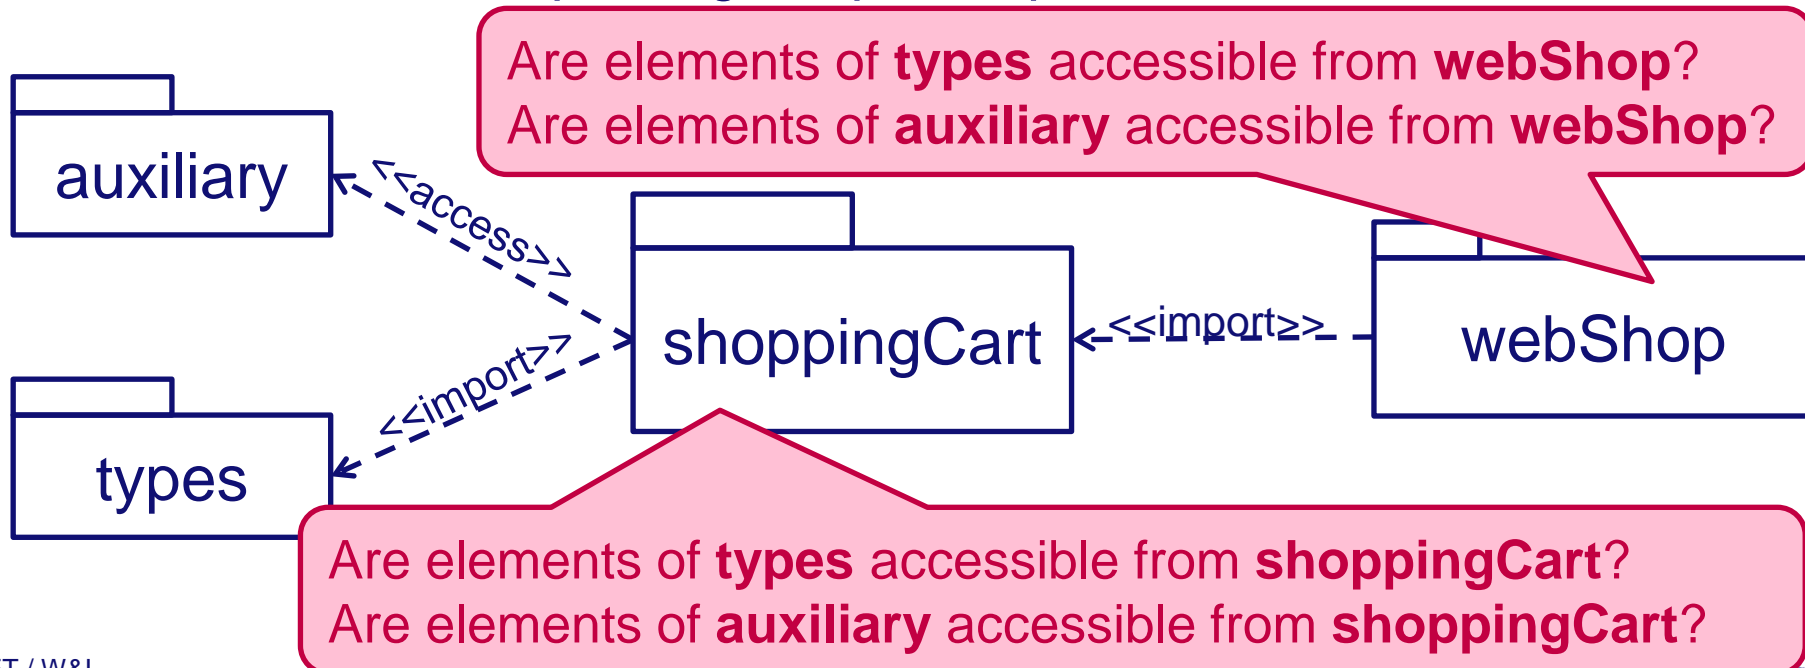 Are elements of types accessible from webShop?
Are elements of auxiliary accessible from webShop?
auxiliary
<<access>>
shoppingCart
<<import>>
webShop
<<import>>
types
Are elements of types accessible from shoppingCart?
Are elements of auxiliary accessible from shoppingCart?